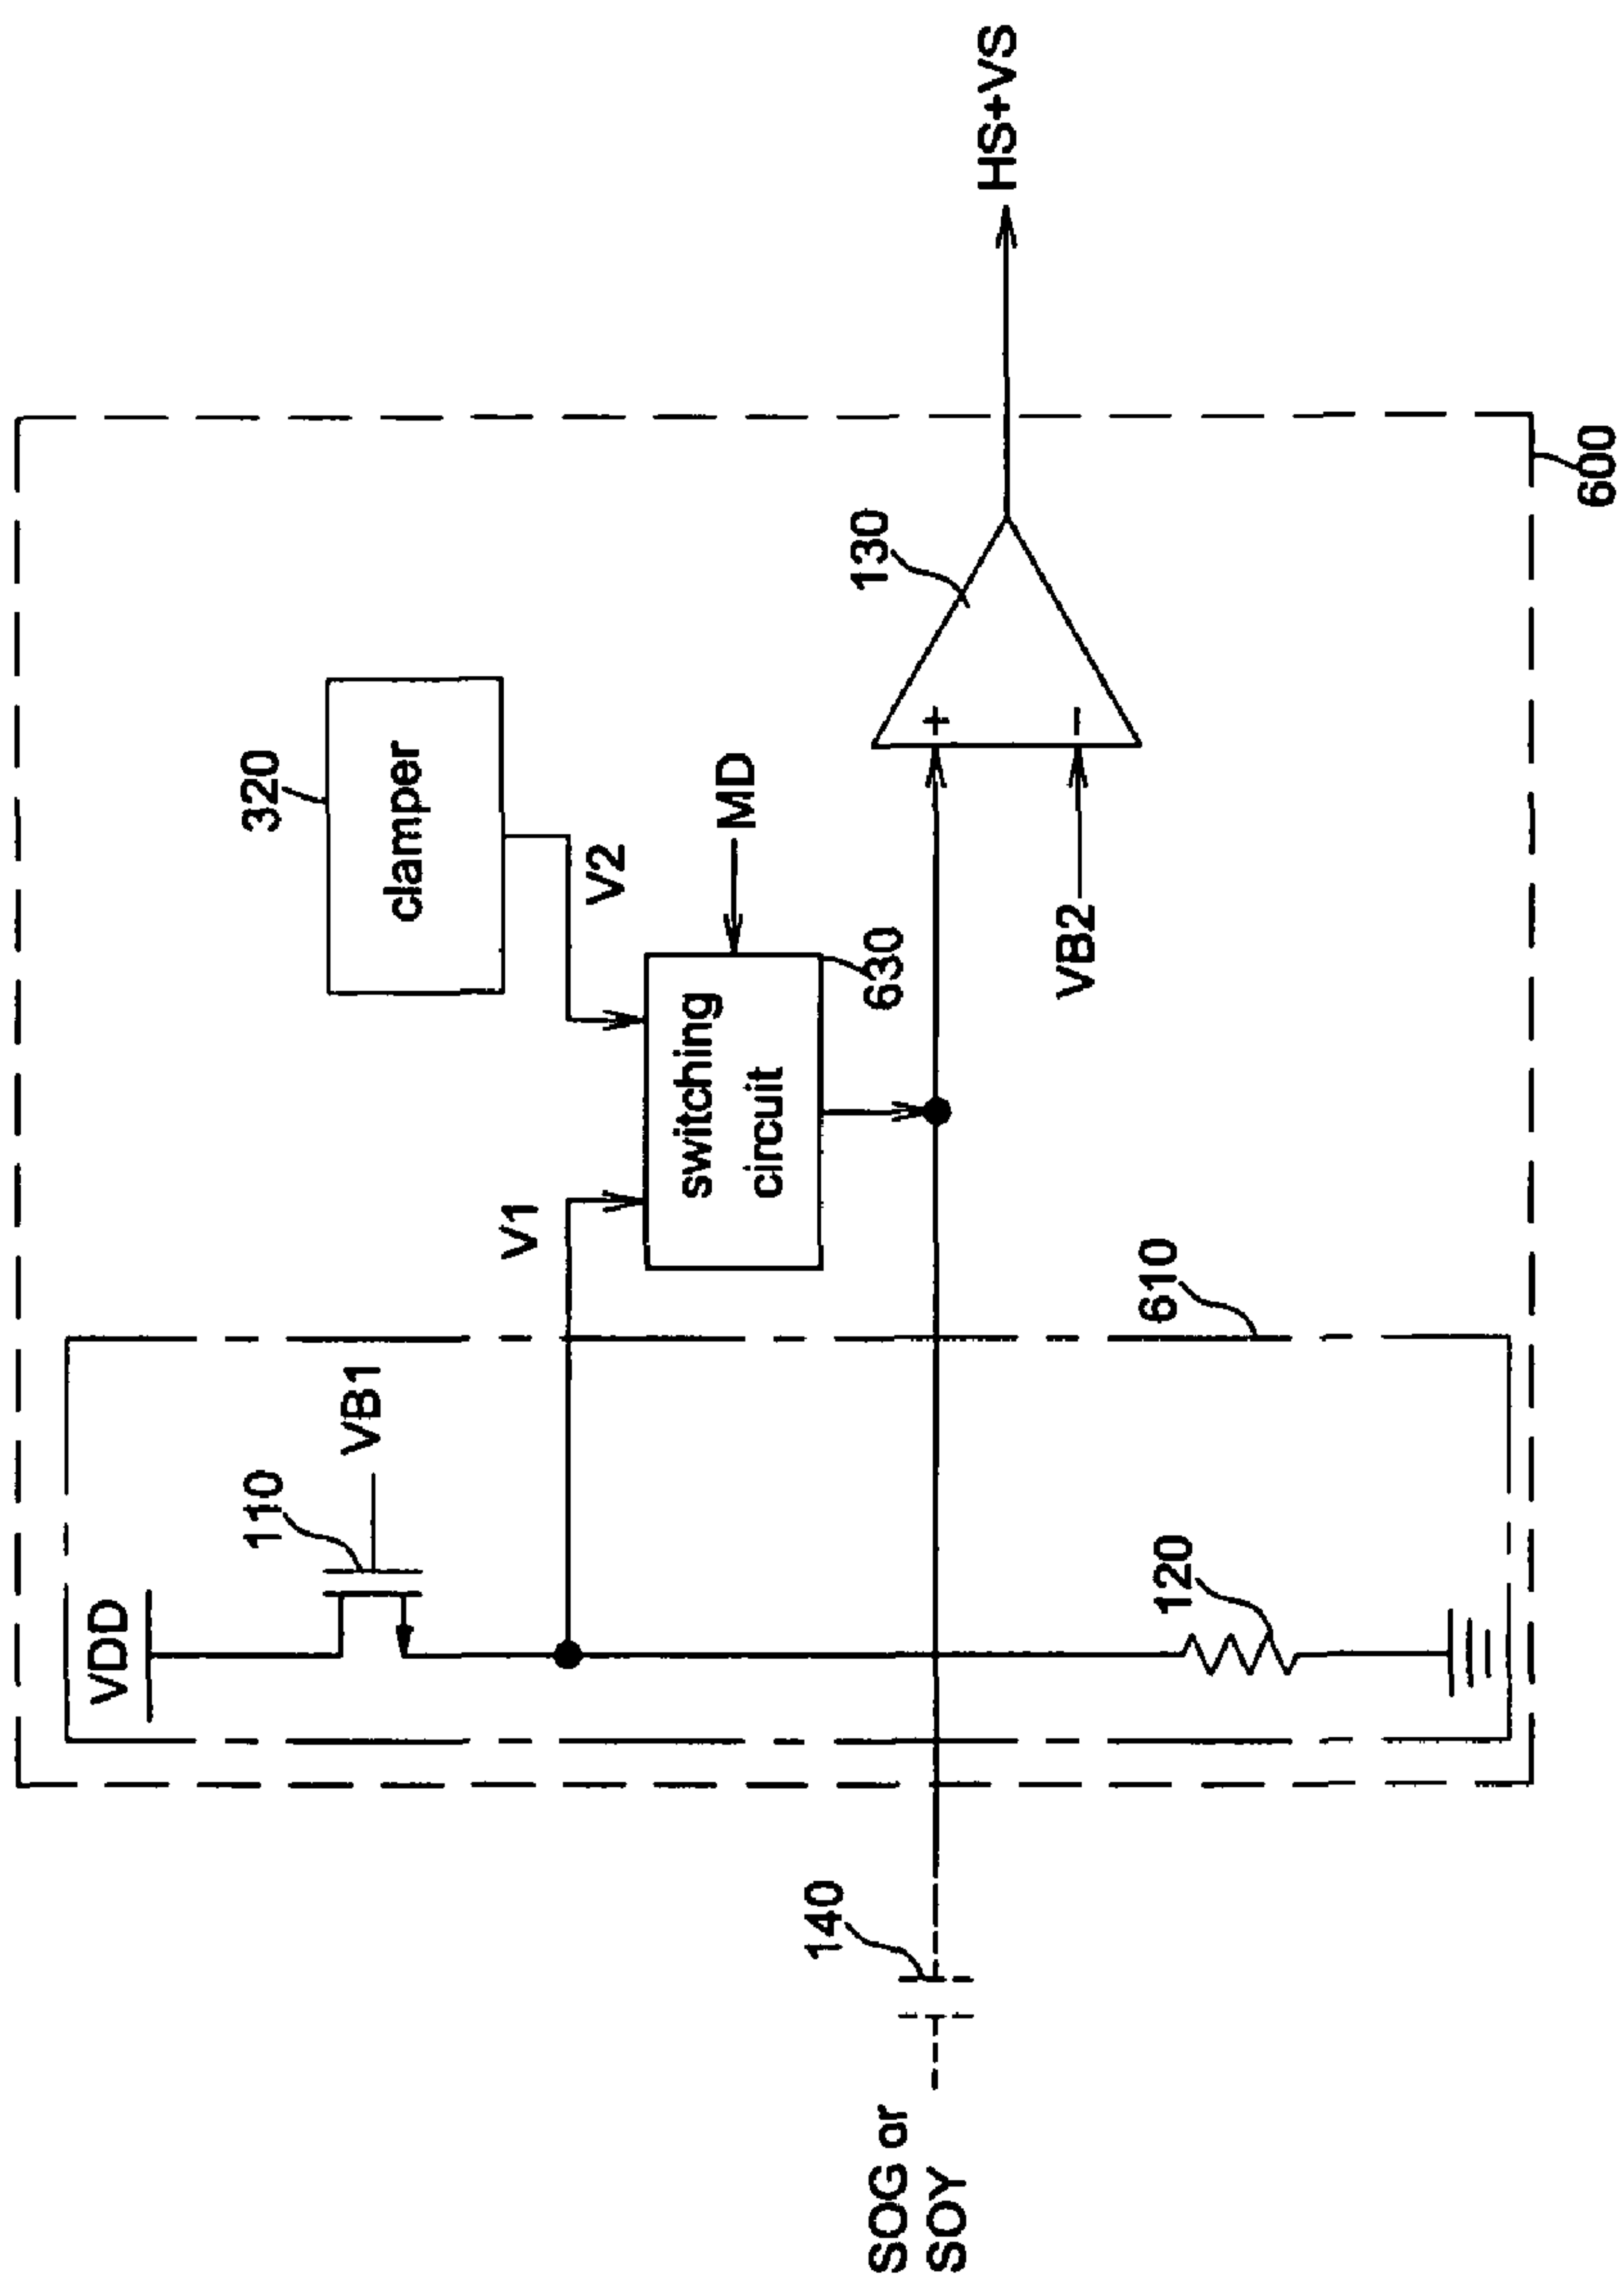 VDD
110
VB1
V1
320
clamper
V2
MD
switching
circuit
630
130
+
−
VB2
HS+VS
SOG or
SOY
140
120
610
600